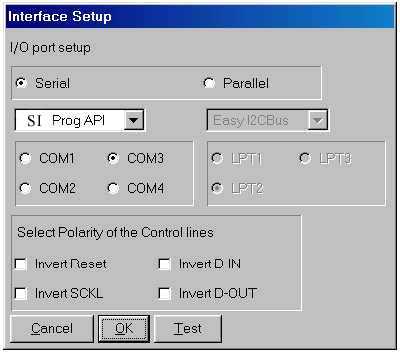 Interface Setup
I/O port setup
Serial Parallel
SI Prog API Easy I2CBus
COM1 COM3 LPT1 LPT3
COM2 COM4 LPT2
Select Polarity of the Control lines
Invert Reset Invert D IN
Invert SCKL Invert D-OUT
Cancel OK Test